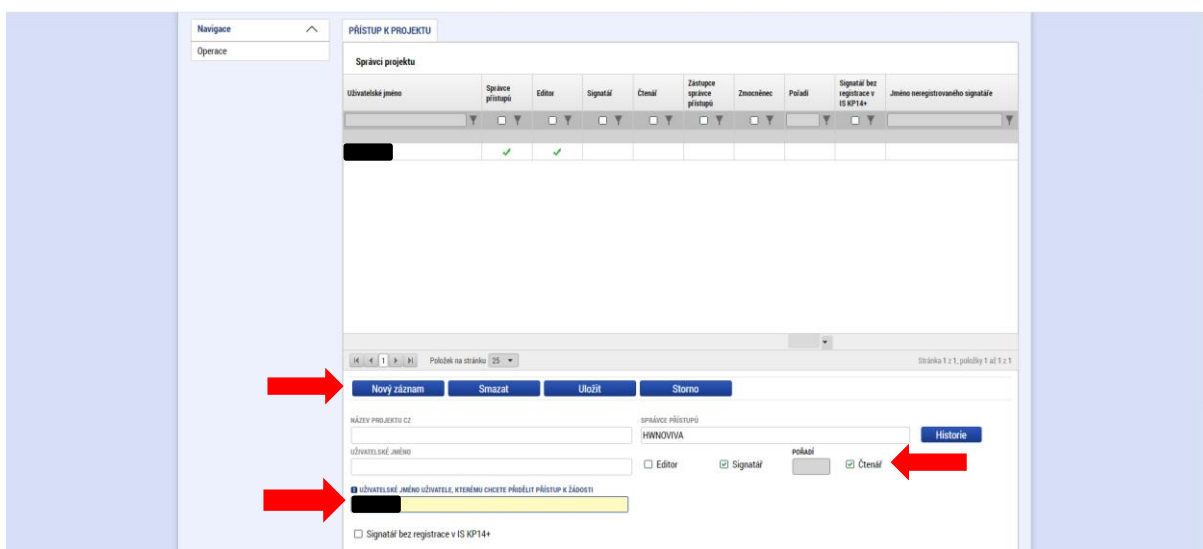 Navigace
Operace
PŘÍSTUP K PROJEKTU
Správci projektu
Uživatelské jméno Správce přístupů Editor Signatář Čtenář Zástupce správce přístupů Zmocněnec Pořadí Signatář bez registrace v IS KP14+ Jméno neregistrovaného signatáře
1 Položek na stránku 25 Stránka 1 z 1, položky 1 až 1 z 1
Nový záznam Smazat Uložit Storno
NÁZEV PROJEKTU CZ SPRÁVCE PŘÍSTUPŮ
HWNOVIVA Historie
UŽIVATELSKÉ JMÉNO POŘADÍ
Editor Signatář Čtenář
UŽIVATELSKÉ JMÉNO UŽIVATELE, KTERÉMU CHCETE PŘIDĚLIT PŘÍSTUP K ŽÁDOSTI
Signatář bez registrace v IS KP14+